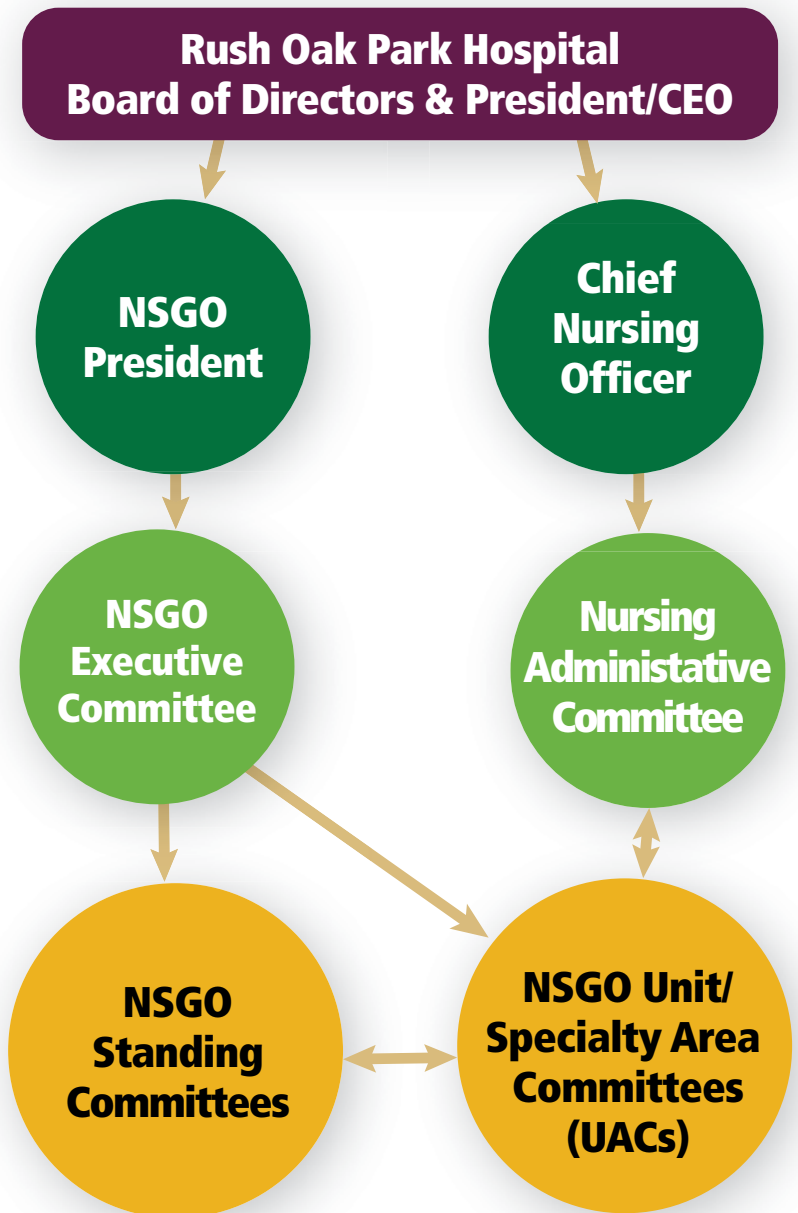 Rush Oak Park Hospital
Board of Directors & President/CEO
NSGO
President
Chief
Nursing
Officer
NSGO
Executive
Committee
Nursing
Administative
Committee
NSGO
Standing
Committees
NSGO Unit/
Specialty Area
Committees
(UACs)